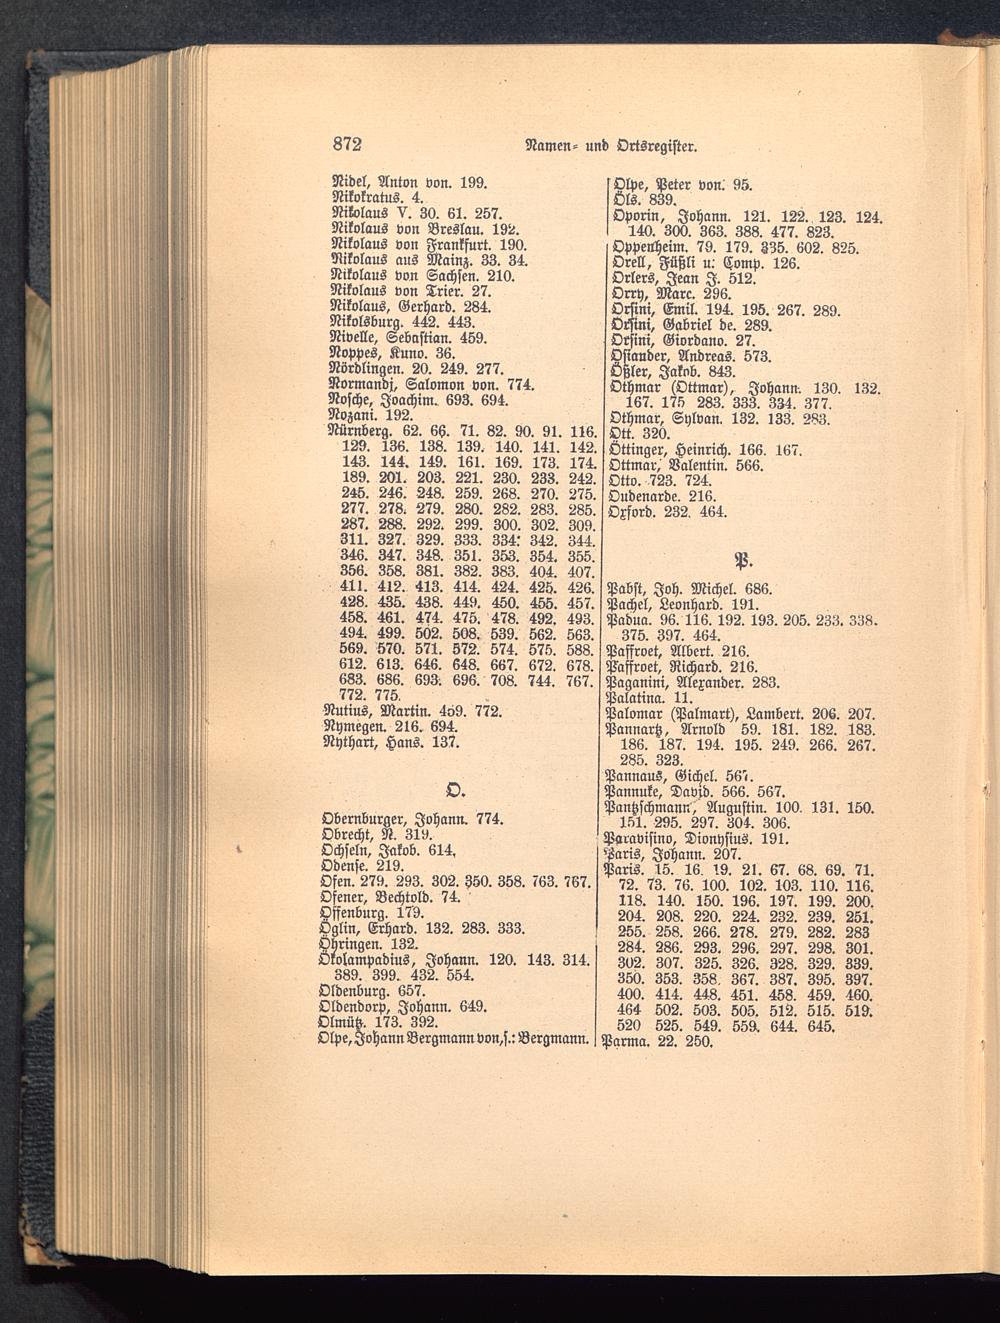 872 Namen- und Ortsregister.
Nidel, Anton von. 199.
Nikokratus. 4.
Nikolaus V. 30. 61. 257.
Nikolaus von Breslau. 192.
Nikolaus von Frankfurt. 190.
Nikolaus aus Mainz. 33. 34.
Nikolaus von Sachsen. 210.
Nikolaus von Trier. 27.
Nikolaus, Gerhard. 284.
Nikolsburg. 442. 443.
Nivelle, Sebastian. 459.
Noppes, Kuno. 36.
Nördlingen. 20. 249. 277.
Normandj, Salomon von. 774.
Nosche, Joachim. 693. 694.
Nozani. 192.
Nürnberg. 62. 66. 71. 82. 90. 91. 116.
129. 136. 138. 139. 140. 141. 142.
143. 144. 149. 161. 169. 173. 174.
189. 201. 203. 221. 230. 233. 242.
245. 246. 248. 259. 268. 270. 275.
277. 278. 279. 280. 282. 283. 285.
287. 288. 292. 299. 300. 302. 309.
311. 327. 329. 333. 334. 342. 344.
346. 347. 348. 351. 353. 354. 355.
356. 358. 381. 382. 383. 404. 407.
411. 412. 413. 414. 424. 425. 426.
428. 435. 438. 449. 450. 455. 457.
458. 461. 474. 475. 478. 492. 493.
494. 499. 502. 508. 539. 562. 563.
569. 570. 571. 572. 574. 575. 588.
612. 613. 646. 648. 667. 672. 678.
683. 686. 693. 696. 708. 744. 767.
772. 775.
Nutius, Martin. 459. 772.
Nymegen. 216. 694.
Nythart, Hans. 137.
O.
Obernburger, Johann. 774.
Obrecht, N. 319.
Ochseln, Jakob. 614.
Odense. 219.
Ofen. 279. 293. 302. 350. 358. 763. 767.
Ofener, Bechtold. 74.
Offenburg. 179.
Öglin, Erhard. 132. 283. 333.
Öhringen. 132.
Ökolampadius, Johann. 120. 143. 314.
389. 399. 432. 554.
Oldenburg. 657.
Oldendorp, Johann. 649.
Olmütz. 173. 392.
Olpe, Johann Bergmann von, s.: Bergmann.
Olpe, Peter von. 95.
Öls. 839.
Oporin, Johann. 121. 122. 123. 124.
140. 300. 363. 388. 477. 823.
Oppenheim. 79. 179. 335. 602. 825.
Orell, Füßli u. Comp. 126.
Orlers, Jean J. 512.
Orry, Marc. 296.
Orsini, Emil. 194. 195. 267. 289.
Orsini, Gabriel de. 289.
Orsini, Giordano. 27.
Osiander, Andreas. 573.
Ößler, Jakob. 843.
Othmar (Ottmar), Johann. 130. 132.
167. 175 283. 333. 334. 377.
Othmar, Sylvan. 132. 133. 283.
Ott. 320.
Öttinger, Heinrich. 166. 167.
Ottmar, Valentin. 566.
Otto. 723. 724.
Oudenarde. 216.
Oxford. 232. 464.
P.
Pabst, Joh. Michel. 686.
Pachel, Leonhard. 191.
Padua. 96. 116. 192. 193. 205. 233. 338.
375. 397. 464.
Paffroet, Albert. 216.
Paffroet, Richard. 216.
Paganini, Alexander. 283.
Palatina. 11.
Palomar (Palmart), Lambert. 206. 207.
Pannartz, Arnold 59. 181. 182. 183.
186. 187. 194. 195. 249. 266. 267.
285. 323.
Pannaus, Gichel. 567.
Pannuke, David. 566. 567.
Pantzschmann, Augustin. 100. 131. 150.
151. 295. 297. 304. 306.
Paravisino, Dionysius. 191.
Paris, Johann. 207.
Paris. 15. 16. 19. 21. 67. 68. 69. 71.
72. 73. 76. 100. 102. 103. 110. 116.
118. 140. 150. 196. 197. 199. 200.
204. 208. 220. 224. 232. 239. 251.
255. 258. 266. 278. 279. 282. 283
284. 286. 293. 296. 297. 298. 301.
302. 307. 325. 326. 328. 329. 339.
350. 353. 358. 367. 387. 395. 397.
400. 414. 448. 451. 458. 459. 460.
464 502. 503. 505. 512. 515. 519.
520 525. 549. 559. 644. 645.
Parma. 22. 250.